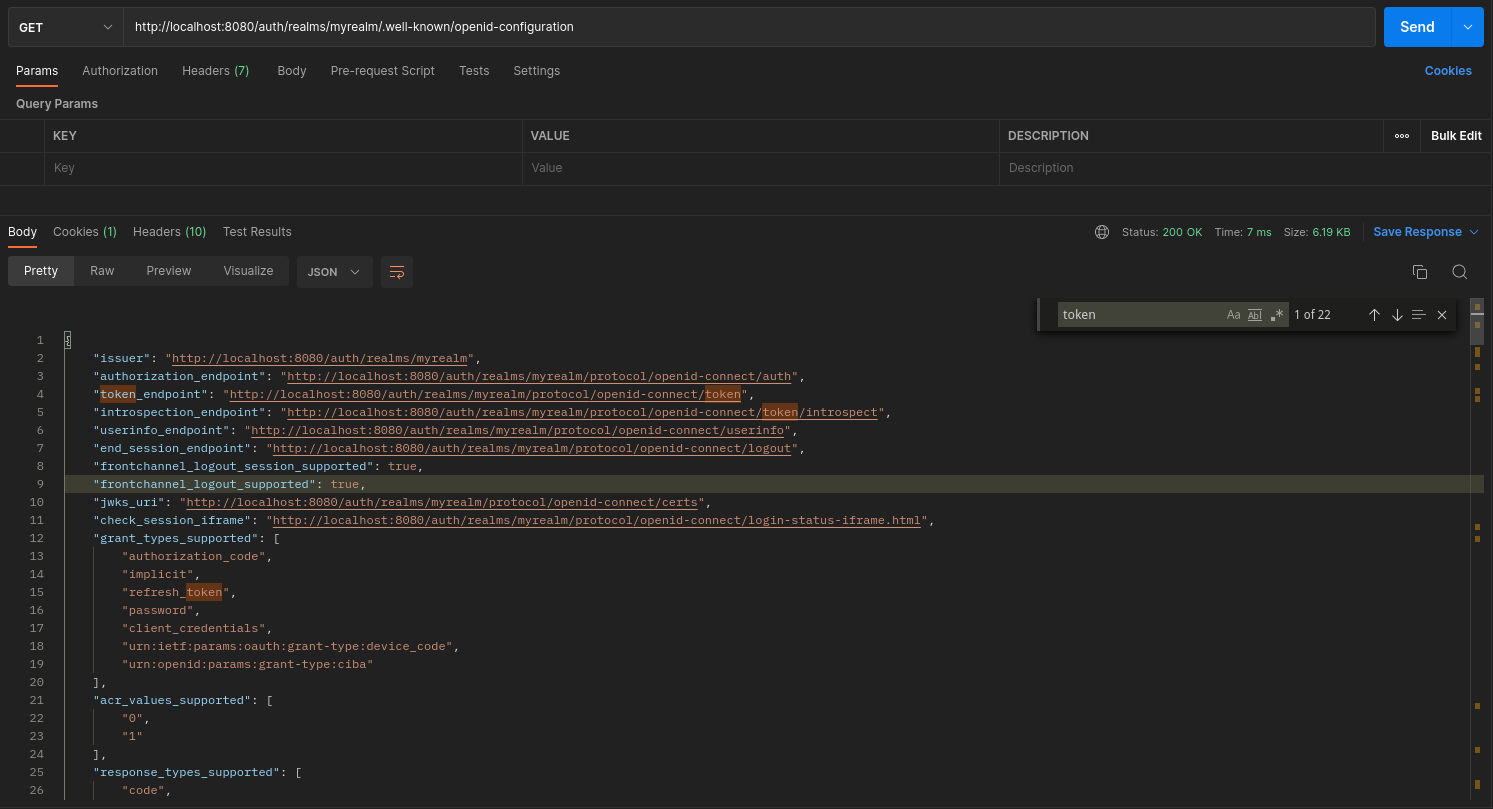 GET http://localhost:8080/auth/realms/myrealm/.well-known/openid-configuration Send
Params Authorization Headers (7) Body Pre-request Script Tests Settings Cookies
Query Params
KEY VALUE DESCRIPTION ooo Bulk Edit
Key Value Description
Body Cookies (1) Headers (10) Test Results Status: 200 OK Time: 7 ms Size: 6.19 KB Save Response
Pretty Raw Preview Visualize JSON
token Aa Abl .* 1 of 22
1 {
2 "issuer": "http://localhost:8080/auth/realms/myrealm",
3 "authorization_endpoint": "http://localhost:8080/auth/realms/myrealm/protocol/openid-connect/auth",
4 "token_endpoint": "http://localhost:8080/auth/realms/myrealm/protocol/openid-connect/token",
5 "introspection_endpoint": "http://localhost:8080/auth/realms/myrealm/protocol/openid-connect/token/introspect",
6 "userinfo_endpoint": "http://localhost:8080/auth/realms/myrealm/protocol/openid-connect/userinfo",
7 "end_session_endpoint": "http://localhost:8080/auth/realms/myrealm/protocol/openid-connect/logout",
8 "frontchannel_logout_session_supported": true,
9 "frontchannel_logout_supported": true,
10 "jwks_uri": "http://localhost:8080/auth/realms/myrealm/protocol/openid-connect/certs",
11 "check_session_iframe": "http://localhost:8080/auth/realms/myrealm/protocol/openid-connect/login-status-iframe.html",
12 "grant_types_supported": [
13 "authorization_code",
14 "implicit",
15 "refresh_token",
16 "password",
17 "client_credentials",
18 "urn:ietf:params:oauth:grant-type:device_code",
19 "urn:openid:params:grant-type:ciba"
20 ],
21 "acr_values_supported": [
22 "0",
23 "1"
24 ],
25 "response_types_supported": [
26 "code",